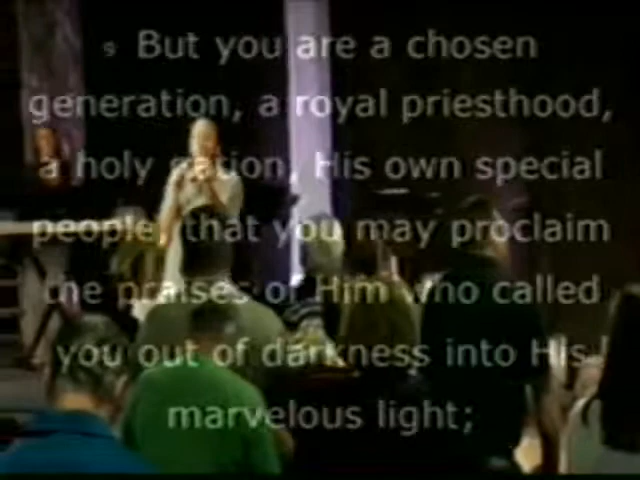 9 But you are a chosen
generation, a royal priesthood,
a holy nation, His own special
people, that you may proclaim
the praises of Him who called
you out of darkness into His
marvelous light;